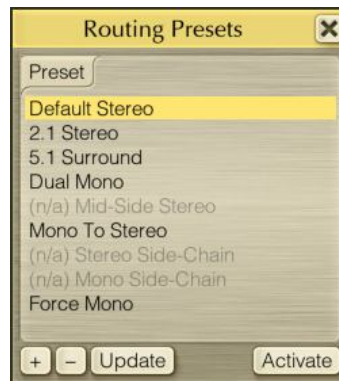 Routing Presets
Preset
Default Stereo
2.1 Stereo
5.1 Surround
Dual Mono
(n/a) Mid-Side Stereo
Mono To Stereo
(n/a) Stereo Side-Chain
(n/a) Mono Side-Chain
Force Mono
+ − Update Activate